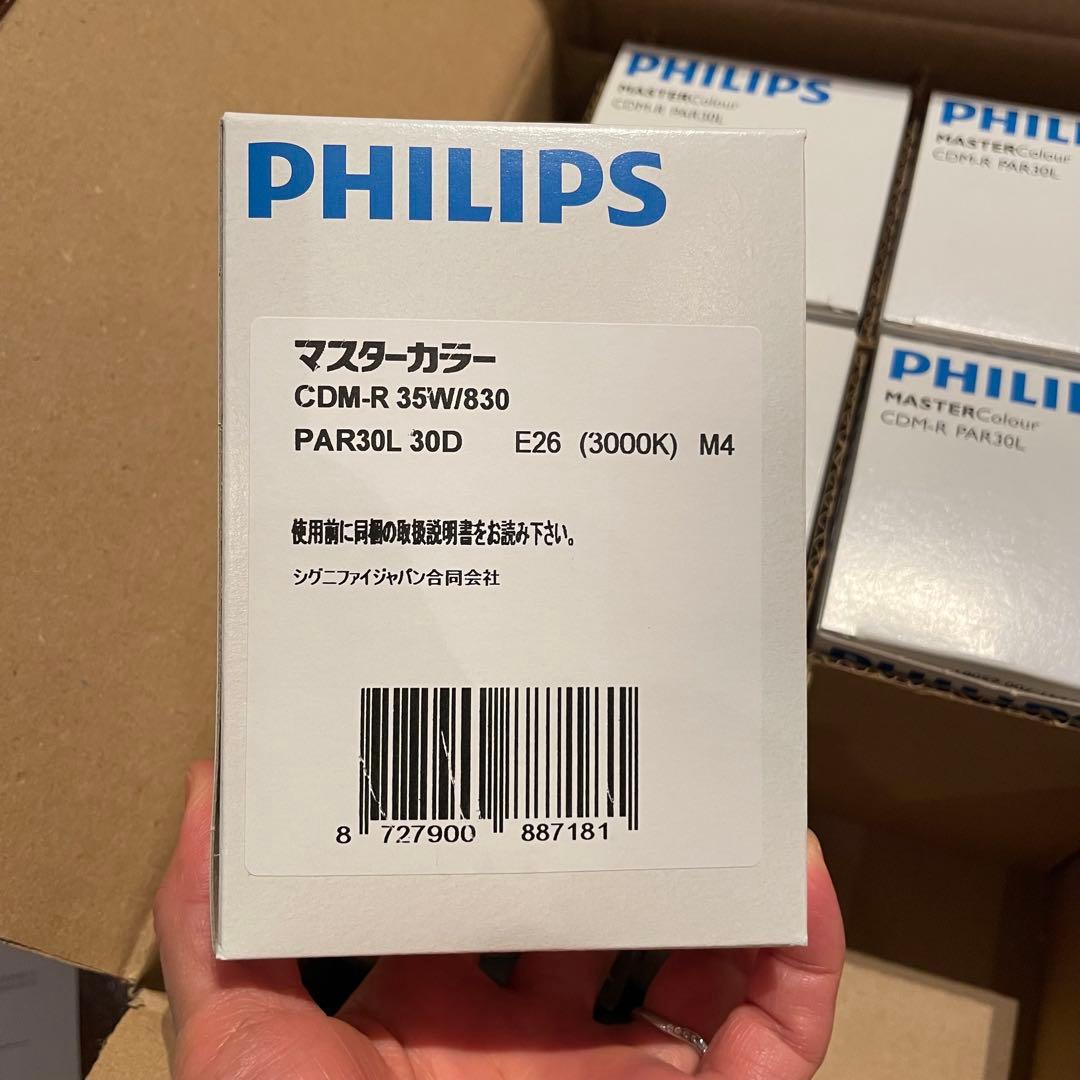 PHILIPS
マスターカラー
CDM-R 35W/830
PAR30L 30D E26 (3000K) M4
使用前に同梱の取扱説明書をお読み下さい。
シグニファイジャパン合同会社
8 727900 887181
PHILIPS
MASTERColour
CDM-R PAR30L
PHIL
MASTERColour
CDM-R PAR30L
PHILI
MASTERColour
CDM-R PAR30L